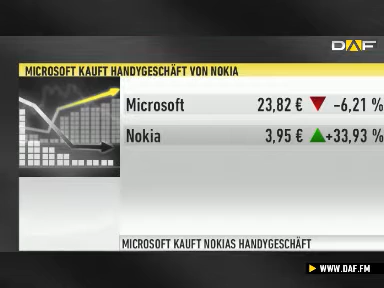 DAF
MICROSOFT KAUFT HANDYGESCHÄFT VON NOKIA
Microsoft 23,82 € -6,21 %
Nokia 3,95 € +33,93 %
MICROSOFT KAUFT NOKIAS HANDYGESCHÄFT
WWW.DAF.FM